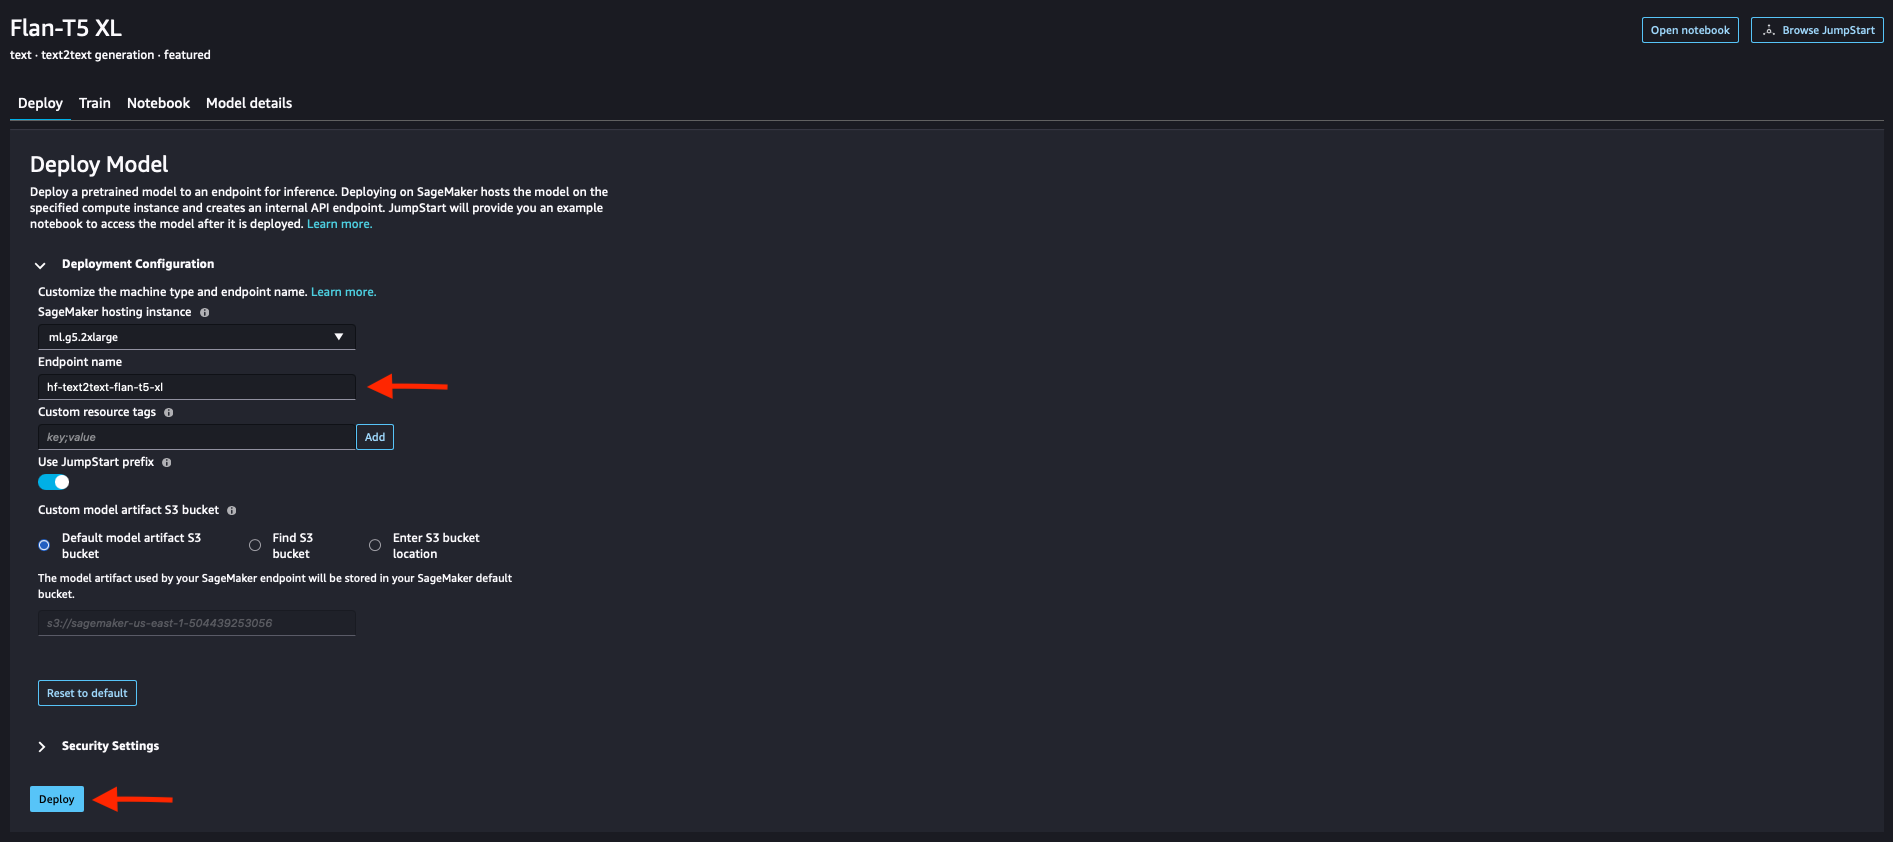 Flan-T5 XL
text · text2text generation · featured
Open notebook
Browse JumpStart
Deploy
Train
Notebook
Model details
Deploy Model
Deploy a pretrained model to an endpoint for inference. Deploying on SageMaker hosts the model on the
specified compute instance and creates an internal API endpoint. JumpStart will provide you an example
notebook to access the model after it is deployed. Learn more.
Deployment Configuration
Customize the machine type and endpoint name. Learn more.
SageMaker hosting instance
ml.g5.2xlarge
Endpoint name
hf-text2text-flan-t5-xl
Custom resource tags
key;value
Add
Use JumpStart prefix
Custom model artifact S3 bucket
Default model artifact S3
bucket
Find S3
bucket
Enter S3 bucket
location
The model artifact used by your SageMaker endpoint will be stored in your SageMaker default
bucket.
s3://sagemaker-us-east-1-504439253056
Reset to default
Security Settings
Deploy